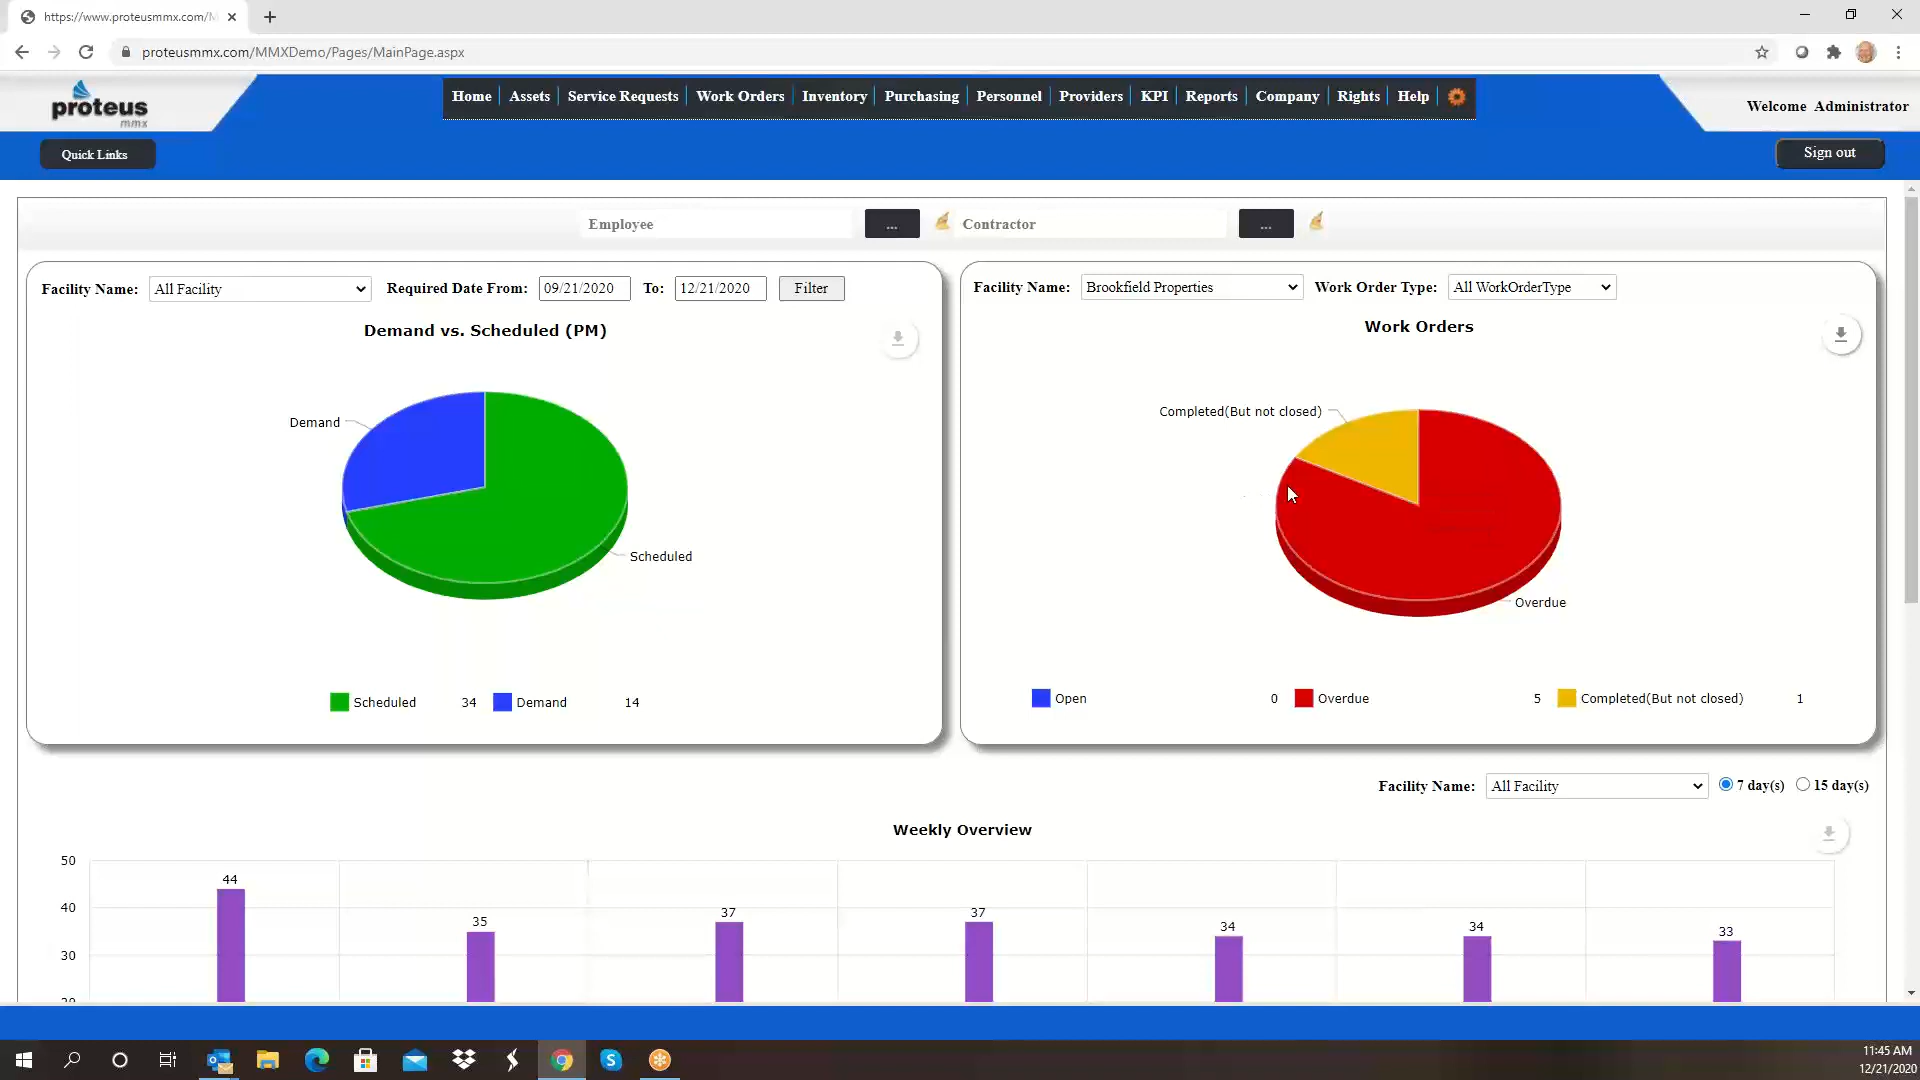 https://www.proteusmmx.com/M
proteusmmx.com/MMXDemo/Pages/MainPage.aspx
proteus
mmx
Home Assets Service Requests Work Orders Inventory Purchasing Personnel Providers KPI Reports Company Rights Help
Welcome Administrator
Quick Links
Sign out
Employee ... Contractor ...
Facility Name: All Facility Required Date From: 09/21/2020 To: 12/21/2020 Filter
Demand vs. Scheduled (PM)
Demand
Scheduled
Scheduled 34 Demand 14
Facility Name: Brookfield Properties Work Order Type: All WorkOrderType
Work Orders
Completed(But not closed)
Overdue
Open 0 Overdue 5 Completed(But not closed) 1
Facility Name: All Facility 7 day(s) 15 day(s)
Weekly Overview
50
44
40
35
37
37
34
34
33
30
11:45 AM
12/21/2020